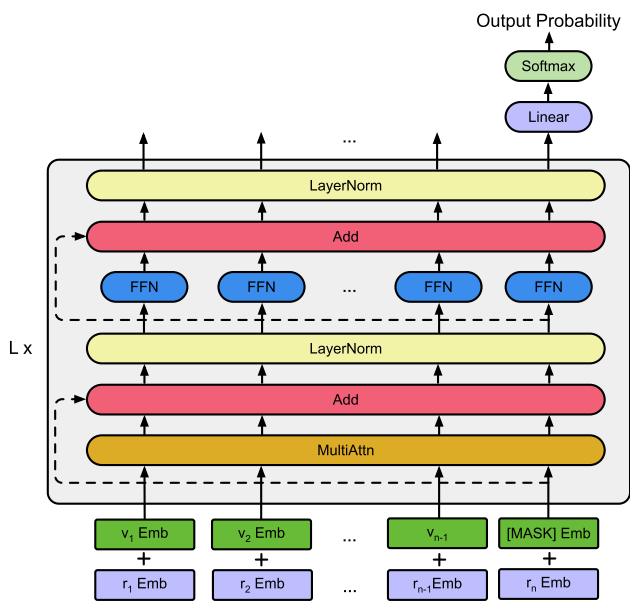 Output Probability
Softmax
Linear
...
LayerNorm
Add
FFN FFN ... FFN FFN
L x
LayerNorm
Add
MultiAttn
v1 Emb v2 Emb ... vn-1 [MASK] Emb
+ + + +
r1 Emb r2 Emb ... rn-1Emb rn Emb